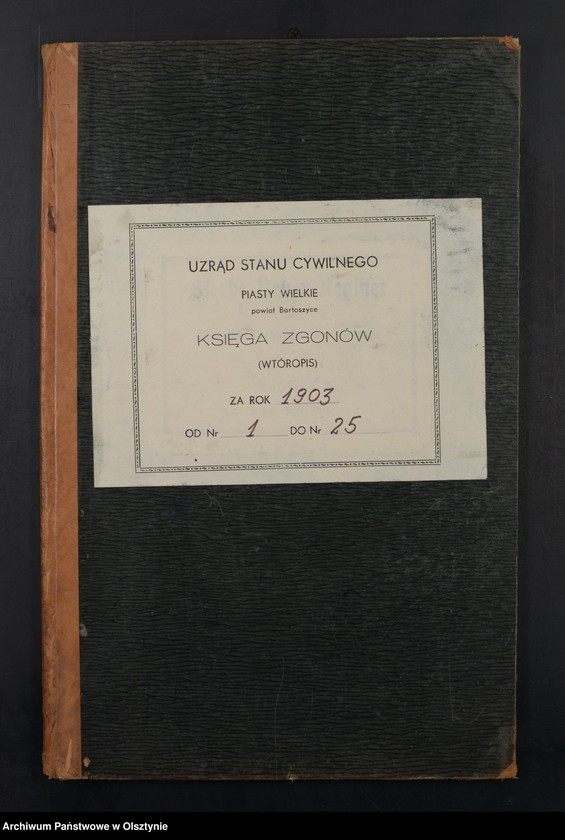 UZRĄD STANU CYWILNEGO
PIASTY WIELKIE
powiat Bartoszyce
KSIĘGA ZGONÓW
(WTÓROPIS)
ZA ROK 1903
OD Nr 1 DO Nr 25
Archiwum Państwowe w Olsztynie